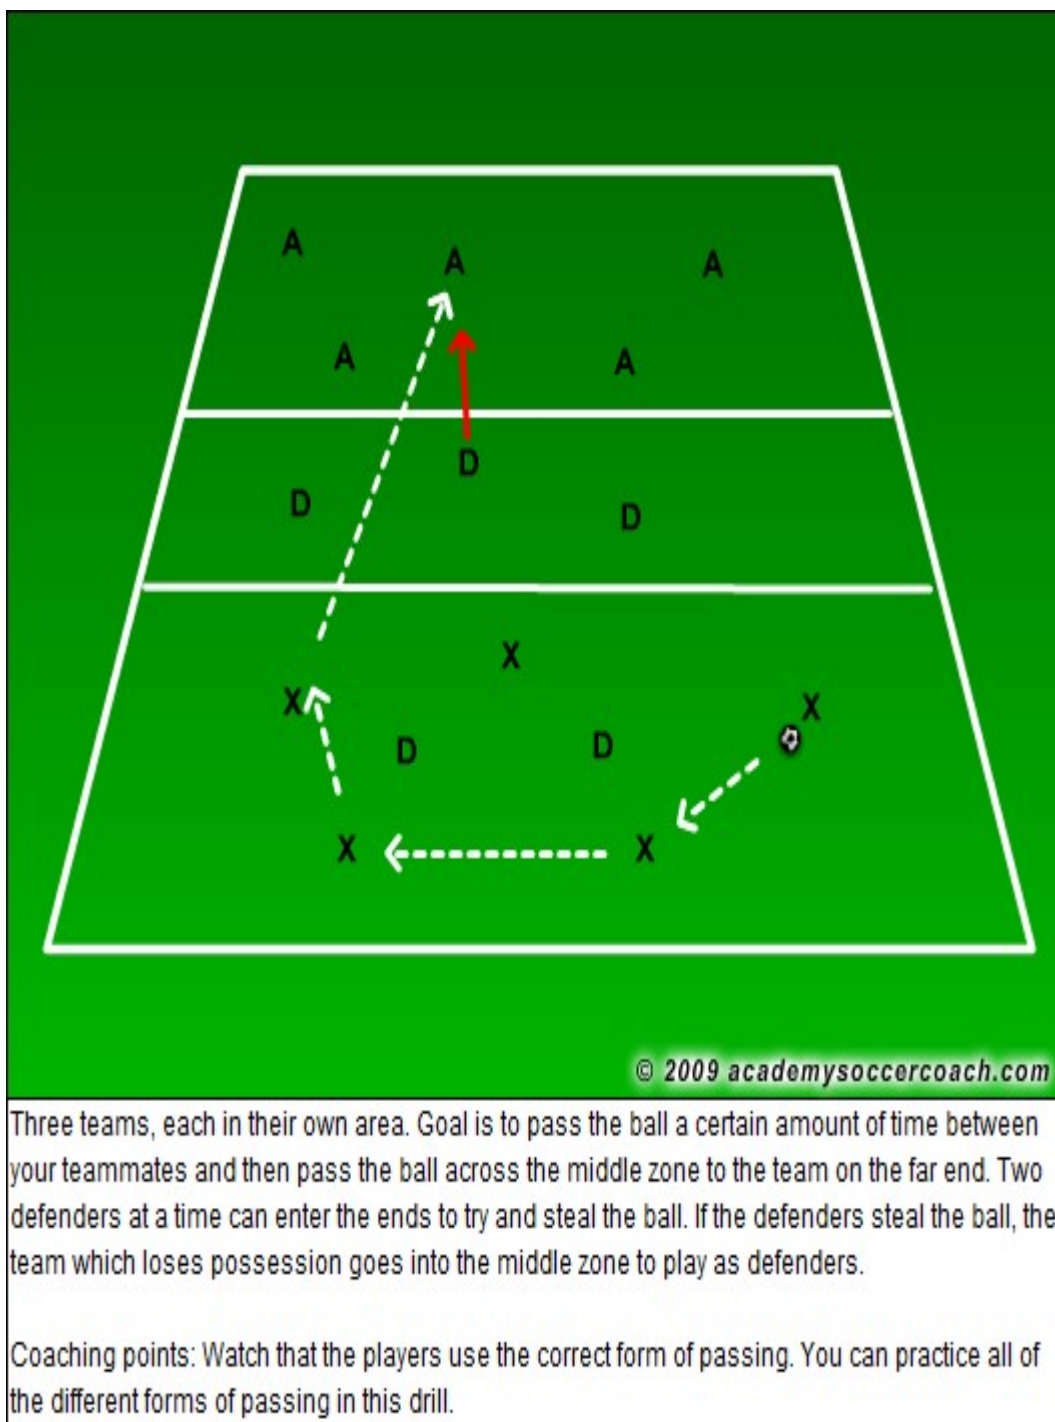 A
A
A
A
A
D
D
D
X
X
X
D
D
X
X
© 2009 academysoccercoach.com
Three teams, each in their own area. Goal is to pass the ball a certain amount of time between
your teammates and then pass the ball across the middle zone to the team on the far end. Two
defenders at a time can enter the ends to try and steal the ball. If the defenders steal the ball, the
team which loses possession goes into the middle zone to play as defenders.
Coaching points: Watch that the players use the correct form of passing. You can practice all of
the different forms of passing in this drill.